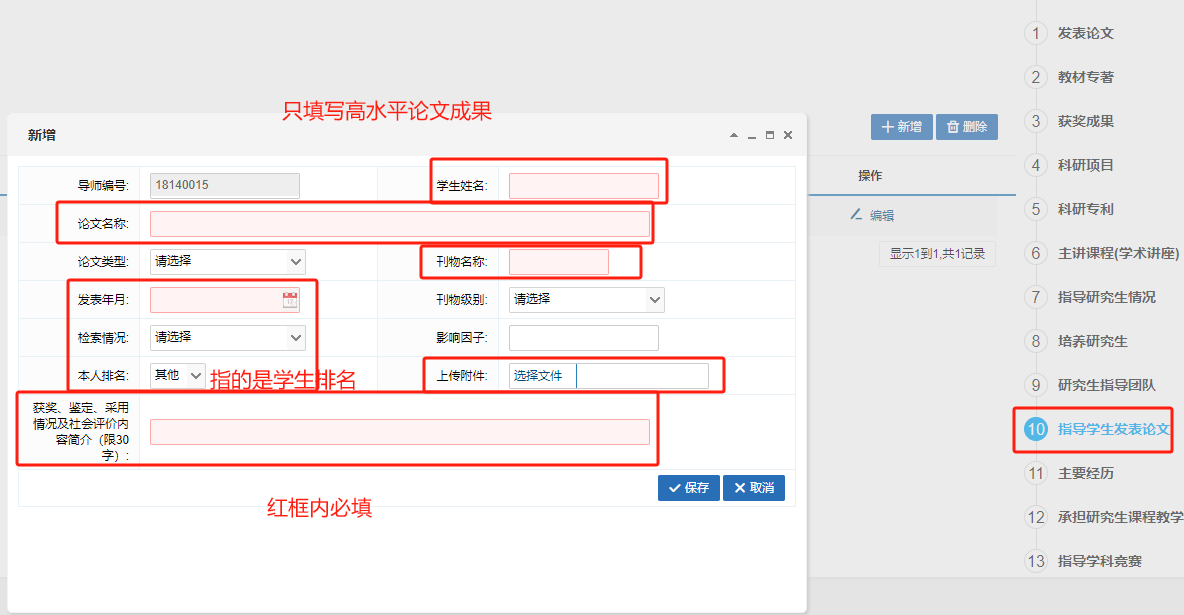 只填写高水平论文成果
新增
导师编号: 18140015 学生姓名:
论文名称:
论文类型: 请选择 刊物名称:
发表年月: 刊物级别: 请选择
检索情况: 请选择 影响因子:
本人排名: 其他 指的是学生排名 上传附件: 选择文件
获奖、鉴定、采用
情况及社会评价内
容简介（限30
字）:
保存 取消
红框内必填
新增 删除
操作
编辑
显示1到1,共1记录
1 发表论文
2 教材专著
3 获奖成果
4 科研项目
5 科研专利
6 主讲课程(学术讲座)
7 指导研究生情况
8 培养研究生
9 研究生指导团队
10 指导学生发表论文
11 主要经历
12 承担研究生课程教学
13 指导学科竞赛